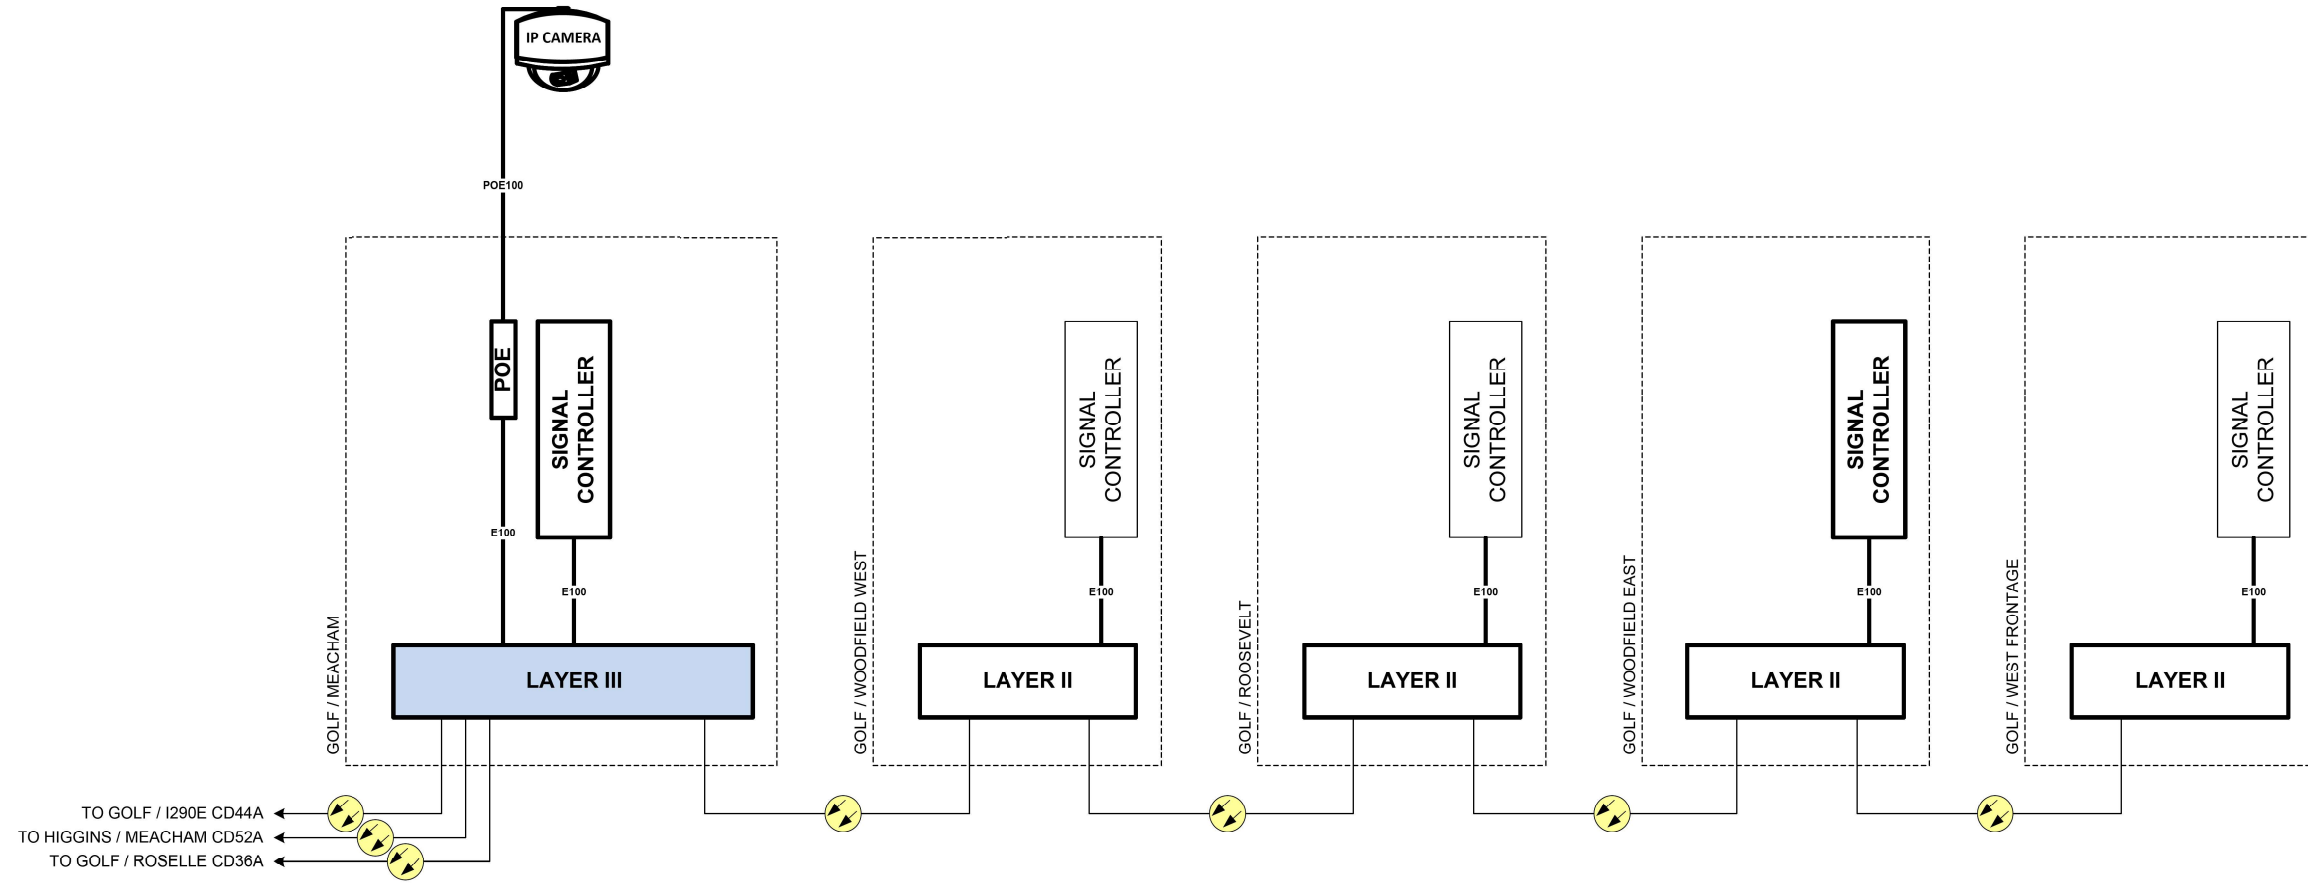 IP CAMERA
POE100
POE
SIGNAL
CONTROLLER
E100
E100
GOLF / MEACHAM
LAYER III
SIGNAL
CONTROLLER
E100
GOLF / WOODFIELD WEST
LAYER II
SIGNAL
CONTROLLER
E100
GOLF / ROOSEVELT
LAYER II
SIGNAL
CONTROLLER
E100
GOLF / WOODFIELD EAST
LAYER II
SIGNAL
CONTROLLER
E100
GOLF / WEST FRONTAGE
LAYER II
TO GOLF / I290E CD44A
TO HIGGINS / MEACHAM CD52A
TO GOLF / ROSELLE CD36A